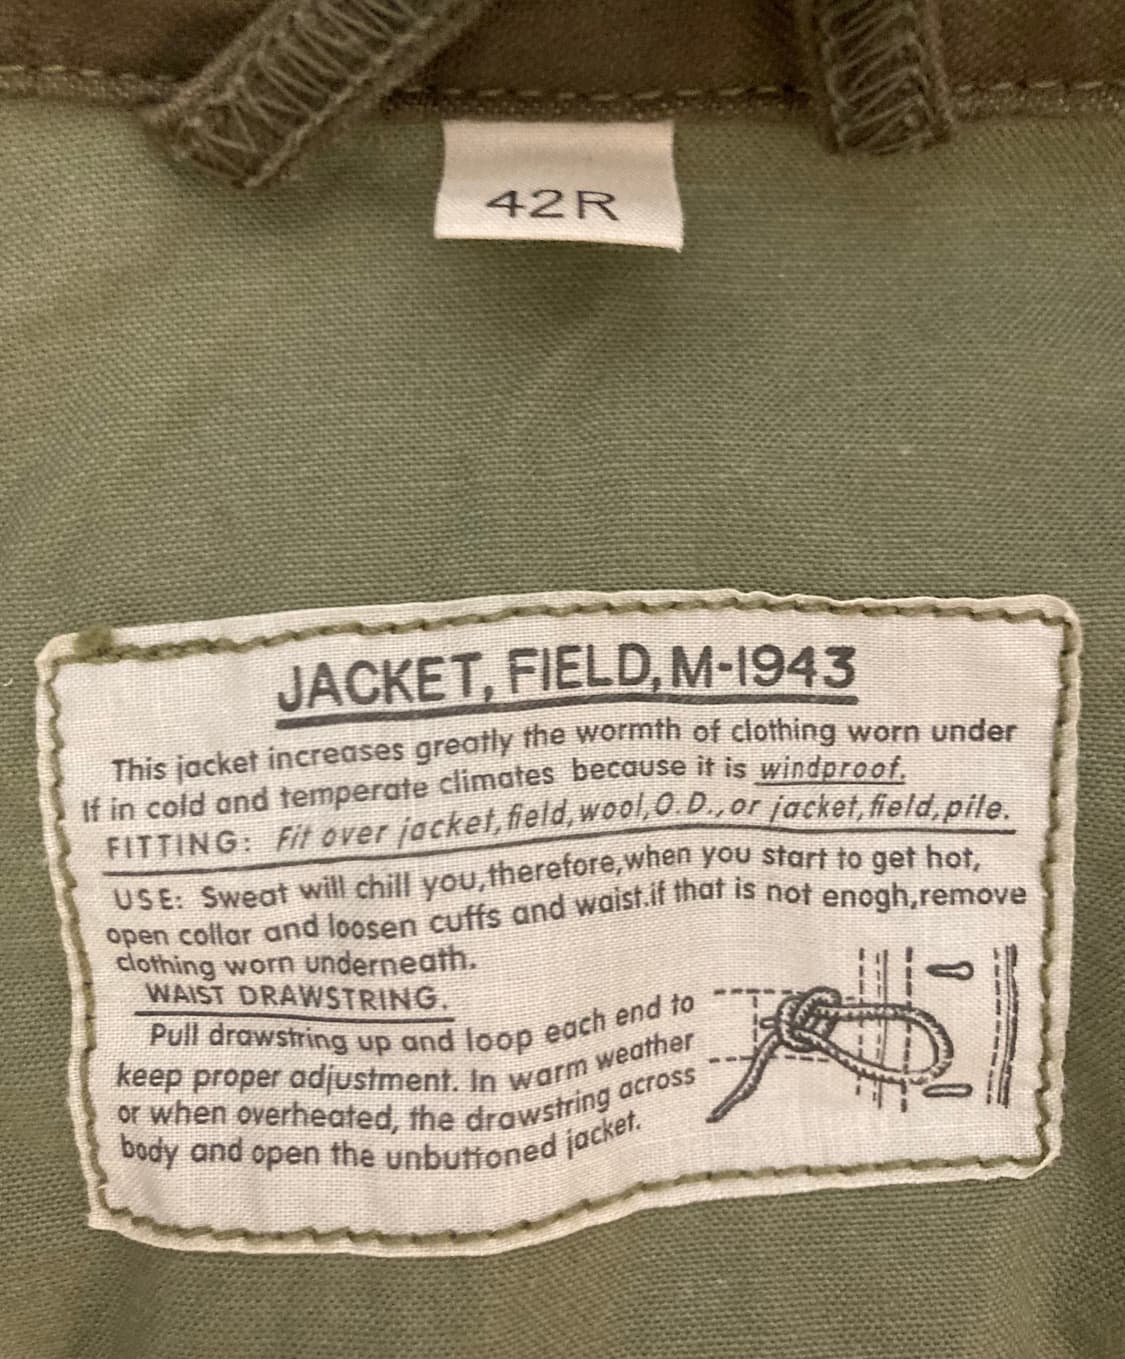 42R
JACKET, FIELD, M-1943
This jacket increases greatly the wormth of clothing worn under
If in cold and temperate climates because it is windproof.
FITTING: Fit over jacket, field, wool, O.D., or jacket, field, pile.
USE: Sweat will chill you, therefore, when you start to get hot,
open collar and loosen cuffs and waist.if that is not enogh,remove
clothing worn underneath.
WAIST DRAWSTRING.
Pull drawstring up and loop each end to
keep proper adjustment. In warm weather
or when overheated, the drawstring across
body and open the unbuttoned jacket.